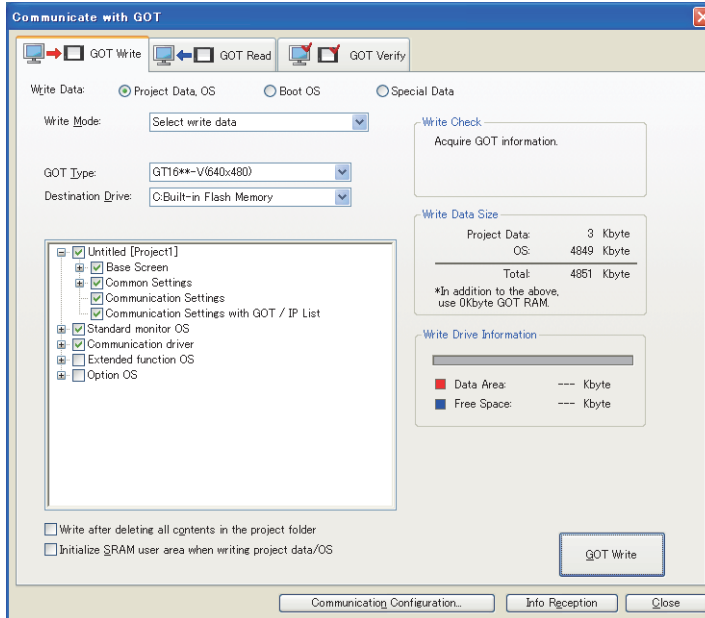 Communicate with GOT
GOT Write GOT Read GOT Verify
Write Data: Project Data, OS Boot OS Special Data
Write Mode: Select write data
GOT Type: GT16**-V(640x480)
Destination Drive: C:Built-in Flash Memory
Untitled [Project1]
Base Screen
Common Settings
Communication Settings
Communication Settings with GOT / IP List
Standard monitor OS
Communication driver
Extended function OS
Option OS
Write after deleting all contents in the project folder
Initialize SRAM user area when writing project data/OS
Write Check
Acquire GOT information.
Write Data Size
Project Data: 3 Kbyte
OS: 4849 Kbyte
Total: 4851 Kbyte
*In addition to the above,
use 0Kbyte GOT RAM.
Write Drive Information
Data Area: --- Kbyte
Free Space: --- Kbyte
GOT Write
Communication Configuration... Info Reception Close